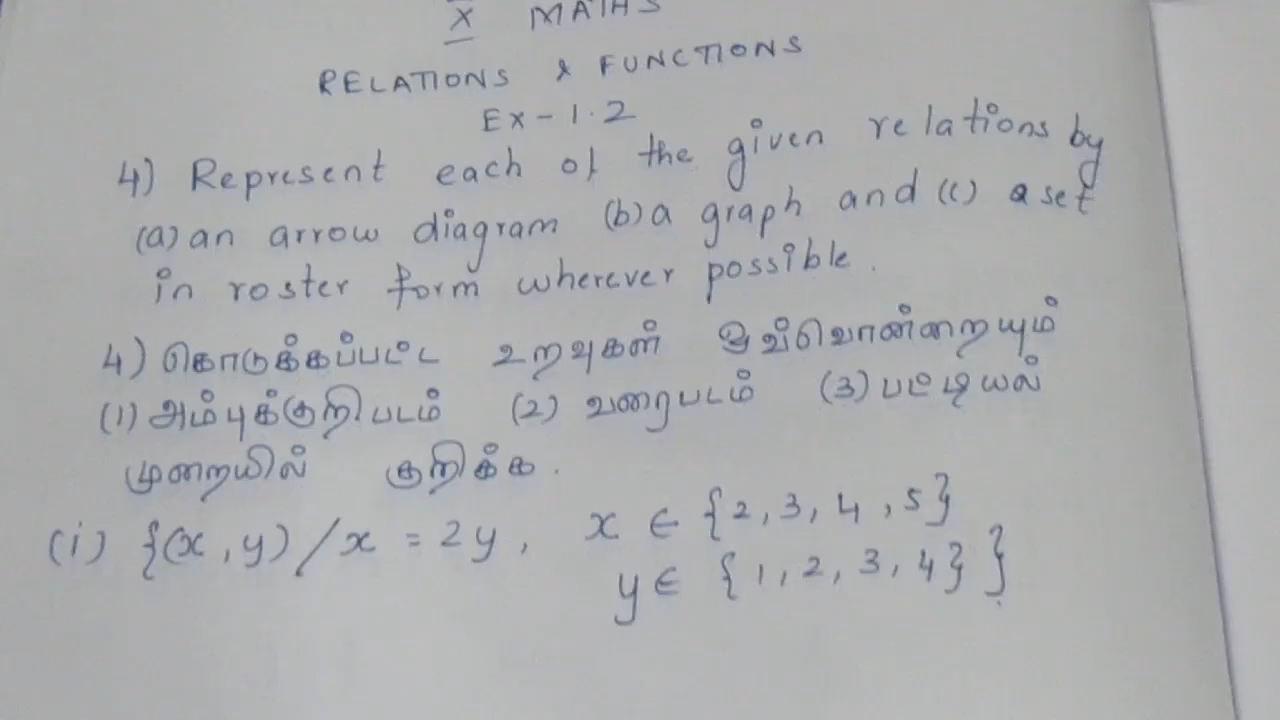 X MATHS
RELATIONS & FUNCTIONS
EX-1.2
4) Represent each of the given relations by
(a) an arrow diagram (b) a graph and (c) a set
in roster form wherever possible.
4) கொடுக்கப்பட்ட உறவுகள் ஒவ்வொன்றையும்
(1) அம்புக்குறிபடம் (2) வரைபடம் (3) பட்டியல்
முறையில் குறிக்க.
(i) {(x,y)/x = 2y, x ∈ {2,3,4,5}
y∈ {1,2,3,4} }